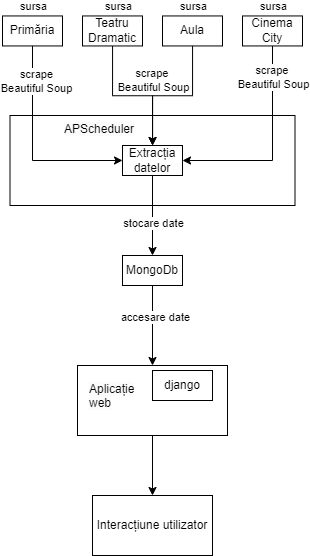 sursa
sursa
sursa
sursa
Primăria
Teatru
Dramatic
Aula
Cinema
City
scrape
Beautiful Soup
scrape
Beautiful Soup
scrape
Beautiful Soup
APScheduler
Extracția
datelor
stocare date
MongoDb
accesare date
Aplicație
web
django
Interacțiune utilizator